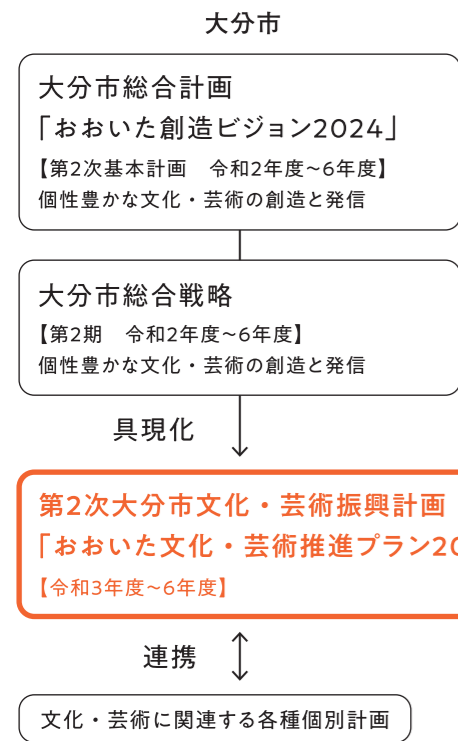 大分市
大分市総合計画
「おおいた創造ビジョン2024」
【第2次基本計画　令和2年度~6年度】
個性豊かな文化・芸術の創造と発信
大分市総合戦略
【第2期　令和2年度~6年度】
個性豊かな文化・芸術の創造と発信
具現化
第2次大分市文化・芸術振興計画
「おおいた文化・芸術推進プラン20
【令和3年度~6年度】
連携
文化・芸術に関連する各種個別計画